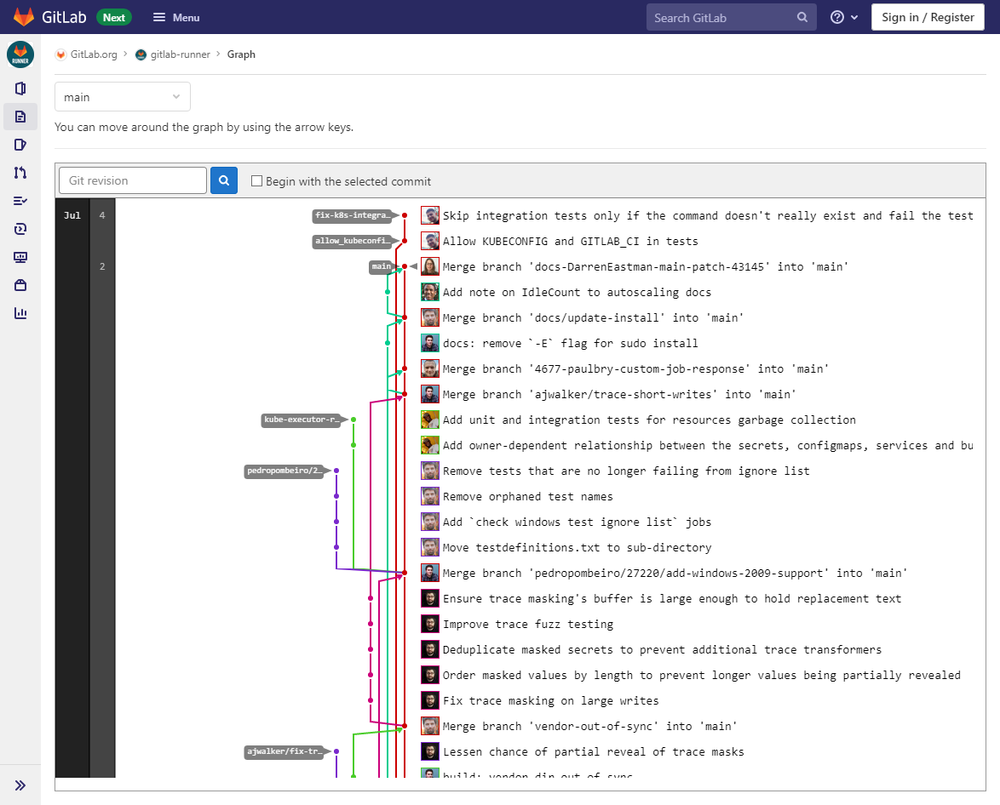 GitLab Next Menu Search GitLab Sign in / Register
RUNNER
GitLab.org › gitlab-runner › Graph
main
You can move around the graph by using the arrow keys.
Git revision Begin with the selected commit
Jul 4 fix-k8s-integra… Skip integration tests only if the command doesn't really exist and fail the test
allow_kubeconfi… Allow KUBECONFIG and GITLAB_CI in tests
2 main Merge branch 'docs-DarrenEastman-main-patch-43145' into 'main'
Add note on IdleCount to autoscaling docs
Merge branch 'docs/update-install' into 'main'
docs: remove `-E` flag for sudo install
Merge branch '4677-paulbry-custom-job-response' into 'main'
Merge branch 'ajwalker/trace-short-writes' into 'main'
kube-executor-r… Add unit and integration tests for resources garbage collection
Add owner-dependent relationship between the secrets, configmaps, services and bu
pedropombeiro/2… Remove tests that are no longer failing from ignore list
Remove orphaned test names
Add `check windows test ignore list` jobs
Move testdefinitions.txt to sub-directory
Merge branch 'pedropombeiro/27220/add-windows-2009-support' into 'main'
Ensure trace masking's buffer is large enough to hold replacement text
Improve trace fuzz testing
Deduplicate masked secrets to prevent additional trace transformers
Order masked values by length to prevent longer values being partially revealed
Fix trace masking on large writes
Merge branch 'vendor-out-of-sync' into 'main'
ajwalker/fix-tr… Lessen chance of partial reveal of trace masks
build: vendor dir out of sync